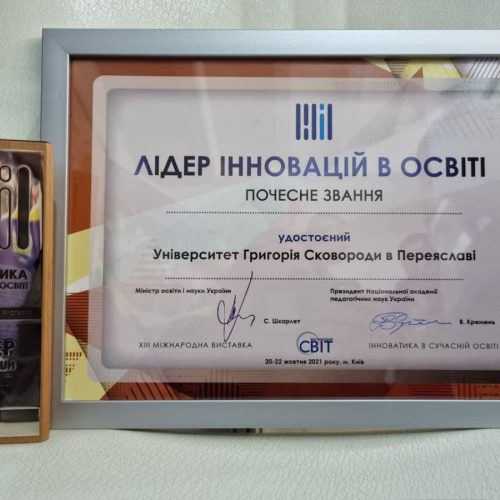 ЛІДЕР ІННОВАЦІЙ В ОСВІТІ
ПОЧЕСНЕ ЗВАННЯ
удостоєний
Університет Григорія Сковороди в Переяславі
Міністр освіти і науки України
С. Шкарлет
Президент Національної академії
педагогічних наук України
В. Кремень
XIII МІЖНАРОДНА ВИСТАВКА
СВІТ
ІННОВАТИКА В СУЧАСНІЙ ОСВІТІ
20-22 жовтня 2021 року, м. Київ